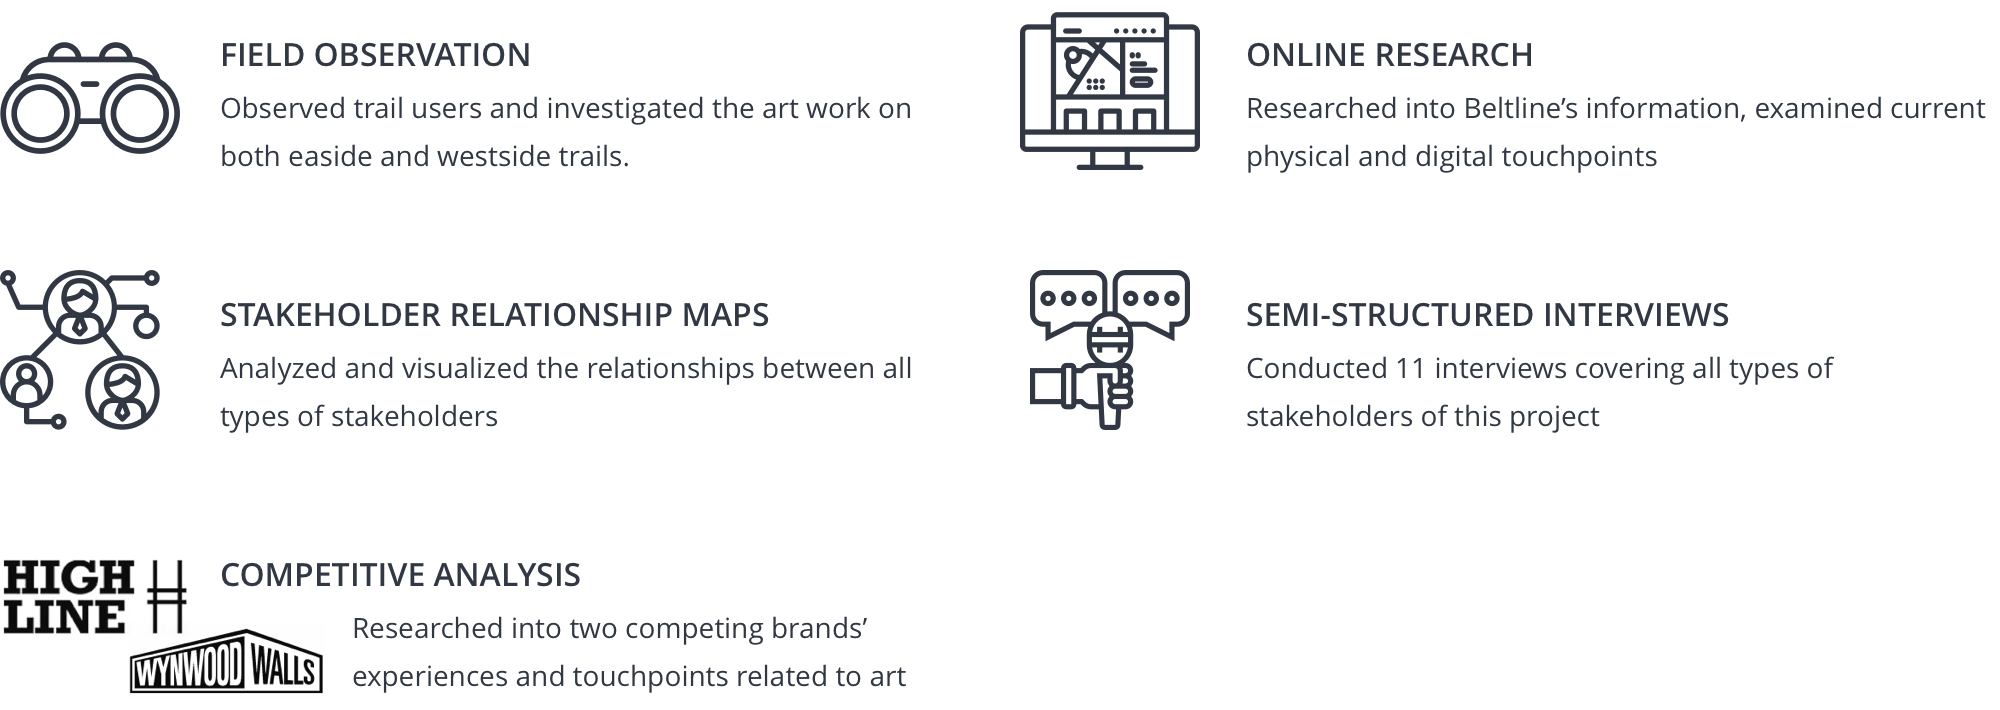 FIELD OBSERVATION
Observed trail users and investigated the art work on
both easide and westside trails.
ONLINE RESEARCH
Researched into Beltline’s information, examined current
physical and digital touchpoints
STAKEHOLDER RELATIONSHIP MAPS
Analyzed and visualized the relationships between all
types of stakeholders
SEMI-STRUCTURED INTERVIEWS
Conducted 11 interviews covering all types of
stakeholders of this project
HIGH
LINE
WYNWOOD WALLS
COMPETITIVE ANALYSIS
Researched into two competing brands’
experiences and touchpoints related to art